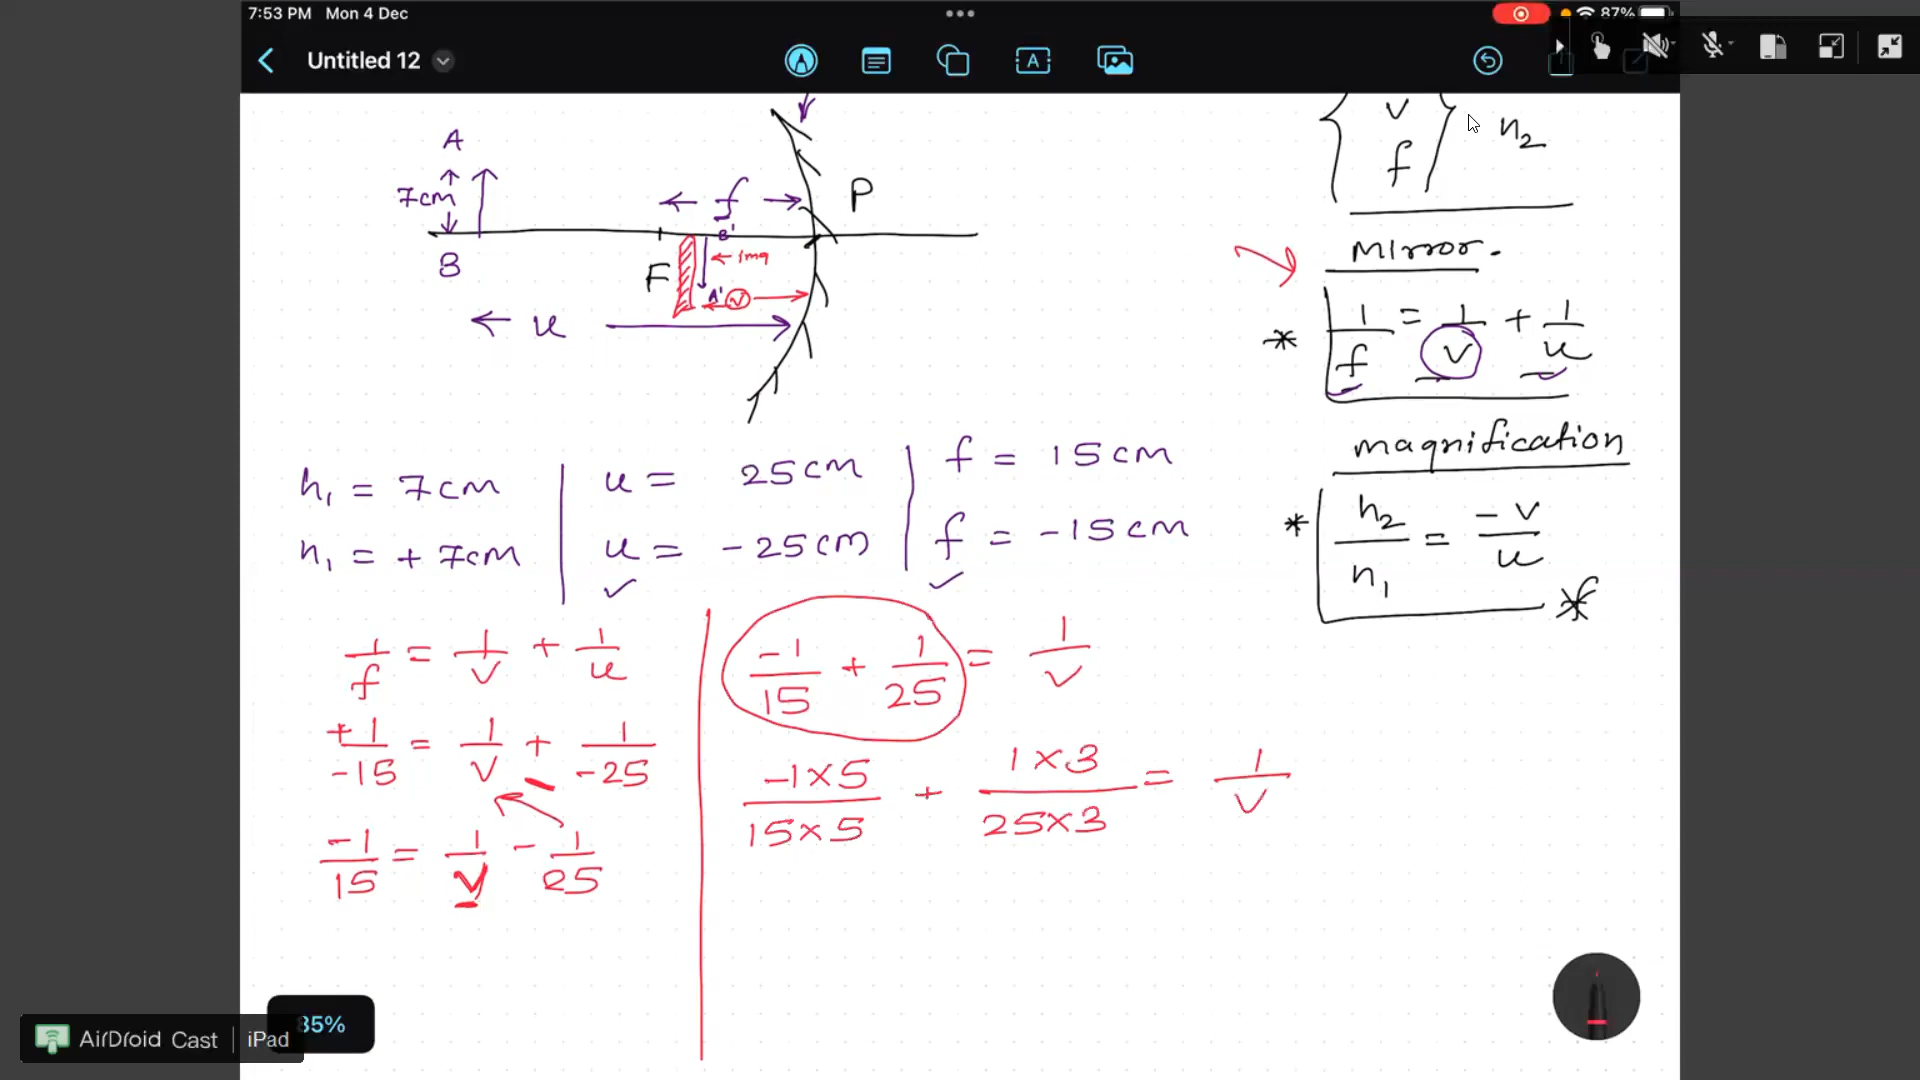 7:53 PM Mon 4 Dec
87%
Untitled 12
A
7cm
B
f
P
F
B'
← img
A' v
u
v
f
h2
Mirror.
* 1/f = 1/v + 1/u
magnification
* h2/h1 = -v/u *
h1 = 7cm
h1 = + 7cm
u = 25cm
u = - 25cm
f = 15cm
f = -15cm
1/f = 1/v + 1/u
+1/-15 = 1/v + 1/-25
-1/15 = 1/v - 1/25
-1/15 + 1/25 = 1/v
-1×5/15×5 + 1×3/25×3 = 1/v
AirDroid Cast | iPad
85%